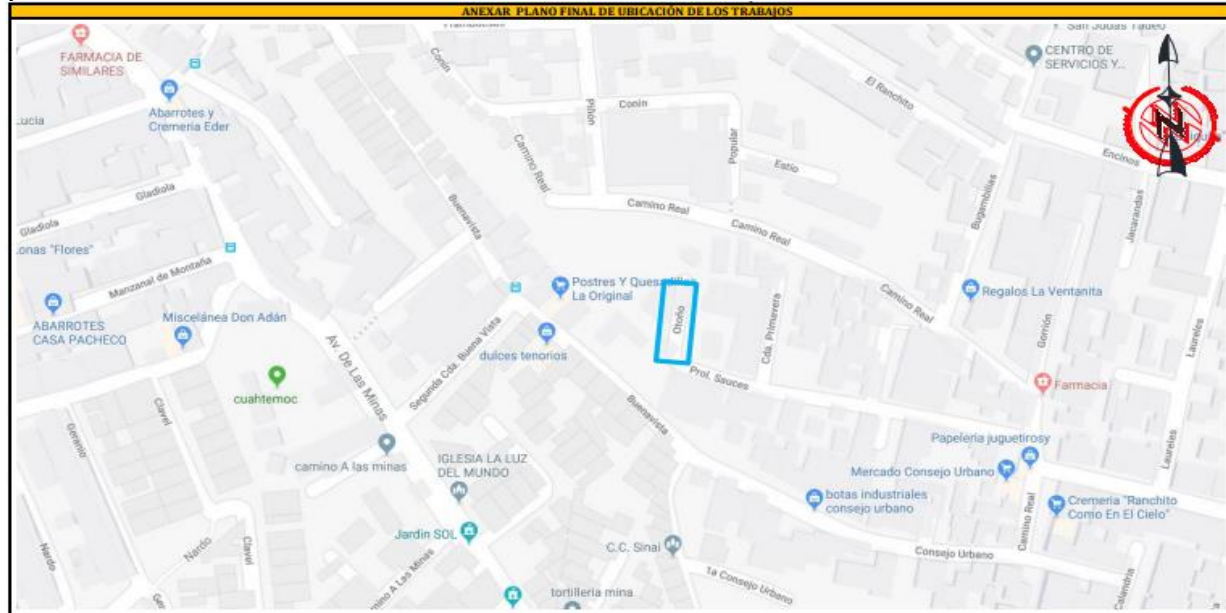 ANEXAR PLANO FINAL DE UBICACIÓN DE LOS TRABAJOS
San Judas Tadeo
FARMACIA DE
SIMILARES
Conin
CENTRO DE
SERVICIOS Y...
El Ranchito
Abarrotes y
Cremeria Eder
Piñón
Conin
Lucia
N
Camino Real
Popular
Encinos
Estío
Gladiola
Buenavista
Camino Real
Camino Real
Bugambilias
Jacarandas
Gladiola
onas "Flores"
Manzanal de Montaña
Postres Y Quesadillas
La Original
Regalos La Ventanita
Camino Real
ABARROTES
CASA PACHECO
Miscelánea Don Adán
Otoño
Cda. Primavera
Gorrión
Laureles
Av. De Las Minas
Segunda Cda. Buena Vista
dulces tenorios
Prol. Sauces
Farmacia
cuahtemoc
Buenavista
Clavel
Geranio
Laureles
Papeleria juguetirosy
camino A las minas
IGLESIA LA LUZ
DEL MUNDO
Mercado Consejo Urbano
botas industriales
consejo urbano
Cremeria "Ranchito
Como En El Cielo"
Jardin SOL
Camino Real
Nardo
Nardo
Clavel
C.C. Sinai
Consejo Urbano
1a Consejo Urbano
Calandria
mino A Las Minas
tortilleria mina